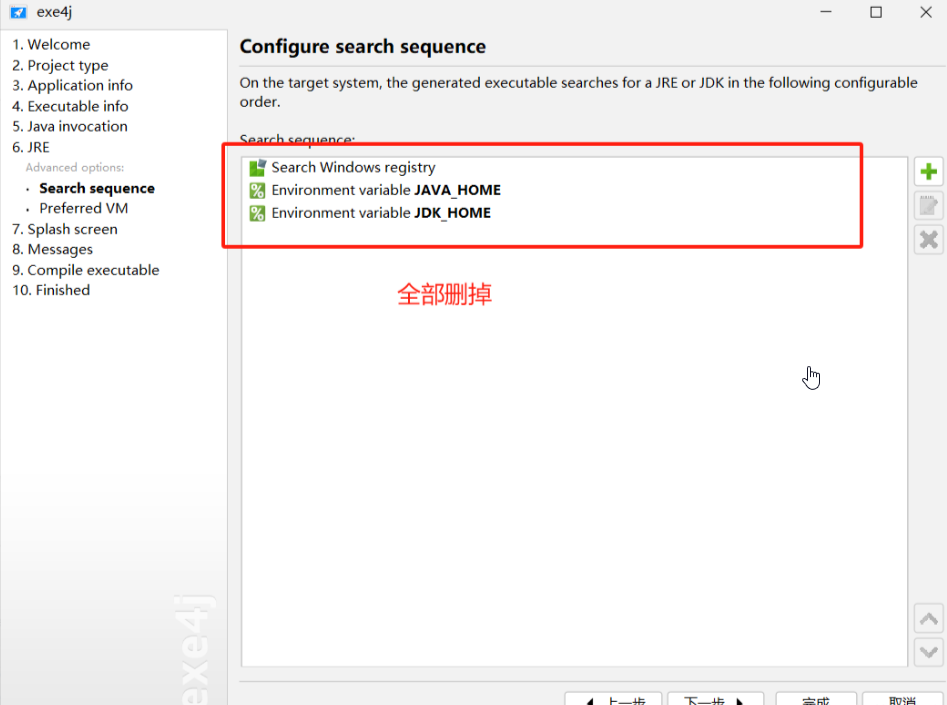 exe4j
1. Welcome
2. Project type
3. Application info
4. Executable info
5. Java invocation
6. JRE
Advanced options:
· Search sequence
· Preferred VM
7. Splash screen
8. Messages
9. Compile executable
10. Finished
exe4j
Configure search sequence
On the target system, the generated executable searches for a JRE or JDK in the following configurable
order.
Search sequence:
Search Windows registry
Environment variable JAVA_HOME
Environment variable JDK_HOME
全部删掉
上一步
下一步
完成
取消